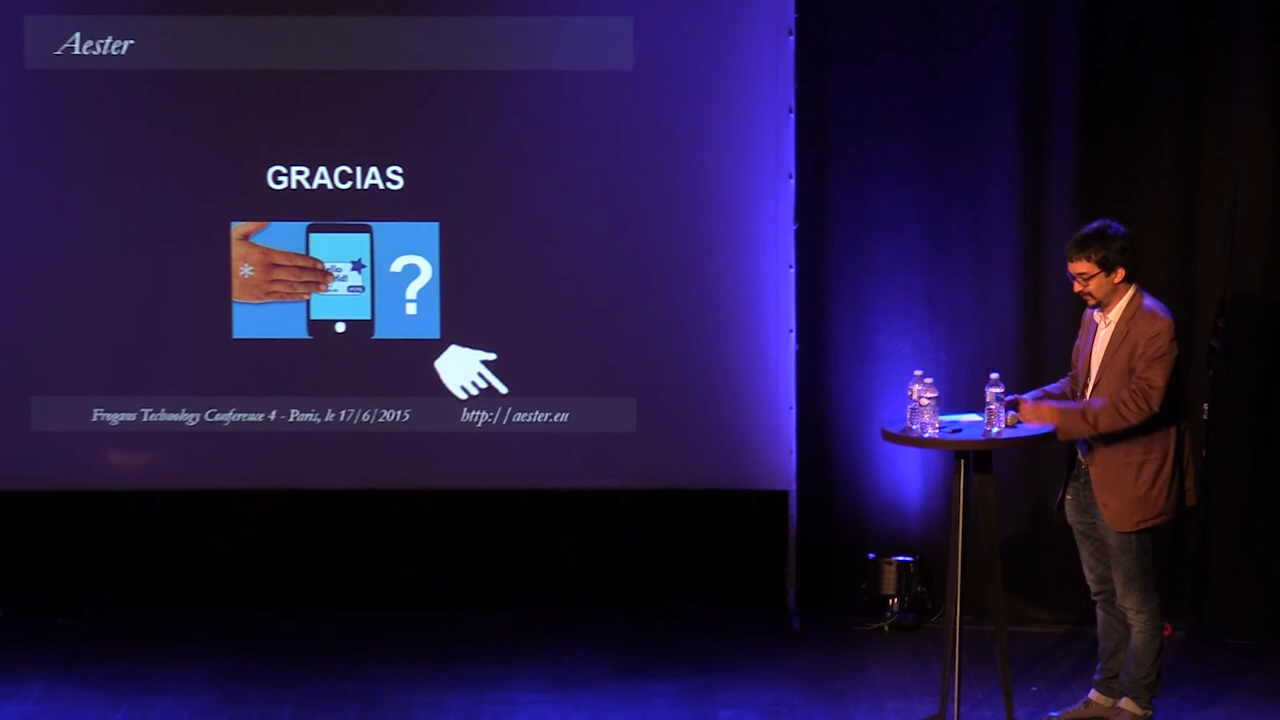 Aester
GRACIAS
?
Frogans Technology Conference 4 - Paris, le 17/6/2015
http://aester.eu